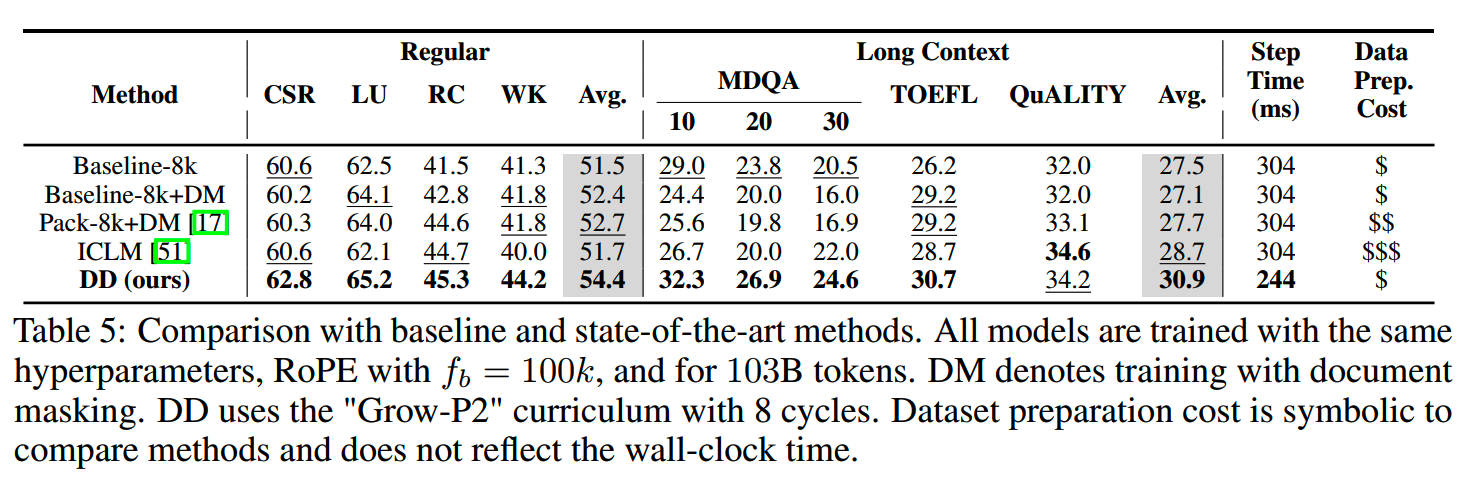 Regular Long Context Step Data
Method CSR LU RC WK Avg. MDQA TOEFL QuALITY Avg. Time Prep.
10 20 30 (ms) Cost
Baseline-8k 60.6 62.5 41.5 41.3 51.5 29.0 23.8 20.5 26.2 32.0 27.5 304 $
Baseline-8k+DM 60.2 64.1 42.8 41.8 52.4 24.4 20.0 16.0 29.2 32.0 27.1 304 $
Pack-8k+DM [17] 60.3 64.0 44.6 41.8 52.7 25.6 19.8 16.9 29.2 33.1 27.7 304 $$
ICLM [51] 60.6 62.1 44.7 40.0 51.7 26.7 20.0 22.0 28.7 34.6 28.7 304 $$$
DD (ours) 62.8 65.2 45.3 44.2 54.4 32.3 26.9 24.6 30.7 34.2 30.9 244 $
Table 5: Comparison with baseline and state-of-the-art methods. All models are trained with the same
hyperparameters, RoPE with f_b = 100k, and for 103B tokens. DM denotes training with document
masking. DD uses the "Grow-P2" curriculum with 8 cycles. Dataset preparation cost is symbolic to
compare methods and does not reflect the wall-clock time.